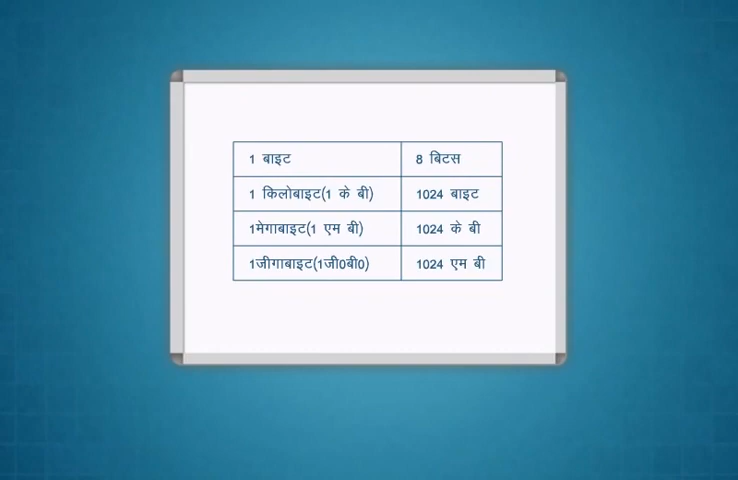 1 बाइट 8 बिटस
1 किलोबाइट(1 के बी) 1024 बाइट
1मेगाबाइट(1 एम बी) 1024 के बी
1जीगाबाइट(1जी0बी0) 1024 एम बी